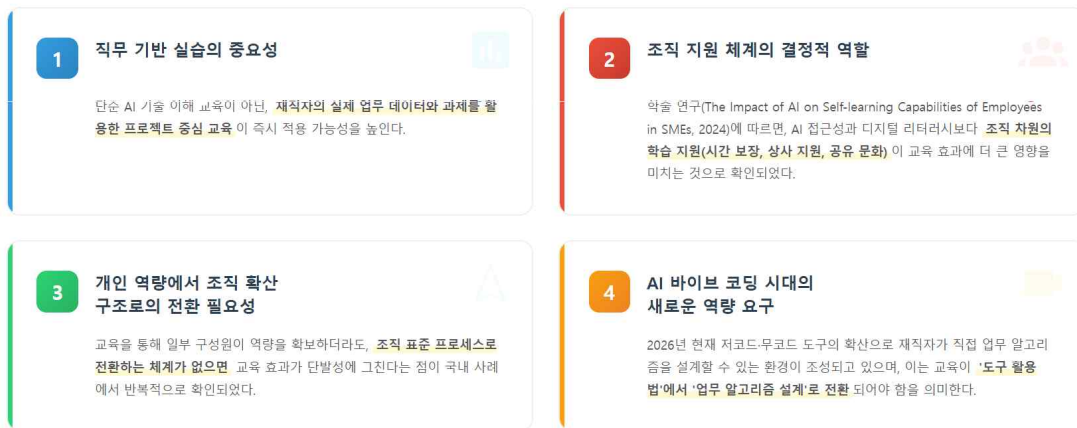 1
직무 기반 실습의 중요성
단순 AI 기술 이해 교육이 아닌, 재직자의 실제 업무 데이터와 과제를 활
용한 프로젝트 중심 교육이 즉시 적용 가능성을 높인다.
2
조직 지원 체계의 결정적 역할
학술 연구(The Impact of AI on Self-learning Capabilities of Employees
in SMEs, 2024)에 따르면, AI 접근성과 디지털 리터러시보다 조직 차원의
학습 지원(시간 보장, 상사 지원, 공유 문화)이 교육 효과에 더 큰 영향을
미치는 것으로 확인되었다.
3
개인 역량에서 조직 확산
구조로의 전환 필요성
교육을 통해 일부 구성원이 역량을 확보하더라도, 조직 표준 프로세스로
전환하는 체계가 없으면 교육 효과가 단발성에 그친다는 점이 국내 사례
에서 반복적으로 확인되었다.
4
AI 바이브 코딩 시대의
새로운 역량 요구
2026년 현재 저코드·무코드 도구의 확산으로 재직자가 직접 업무 알고리
즘을 설계할 수 있는 환경이 조성되고 있으며, 이는 교육이 '도구 활용
법'에서 '업무 알고리즘 설계'로 전환되어야 함을 의미한다.